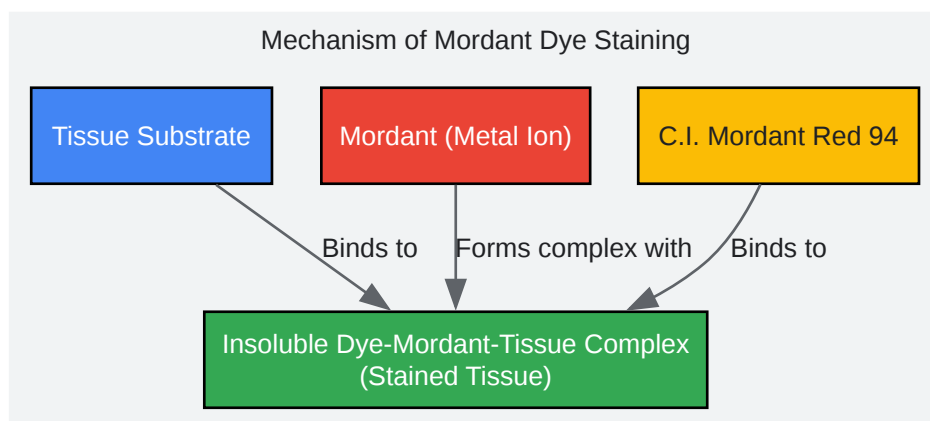 Mechanism of Mordant Dye Staining
Tissue Substrate
Mordant (Metal Ion)
C.I. Mordant Red 94
Binds to
Forms complex with
Binds to
Insoluble Dye-Mordant-Tissue Complex
(Stained Tissue)